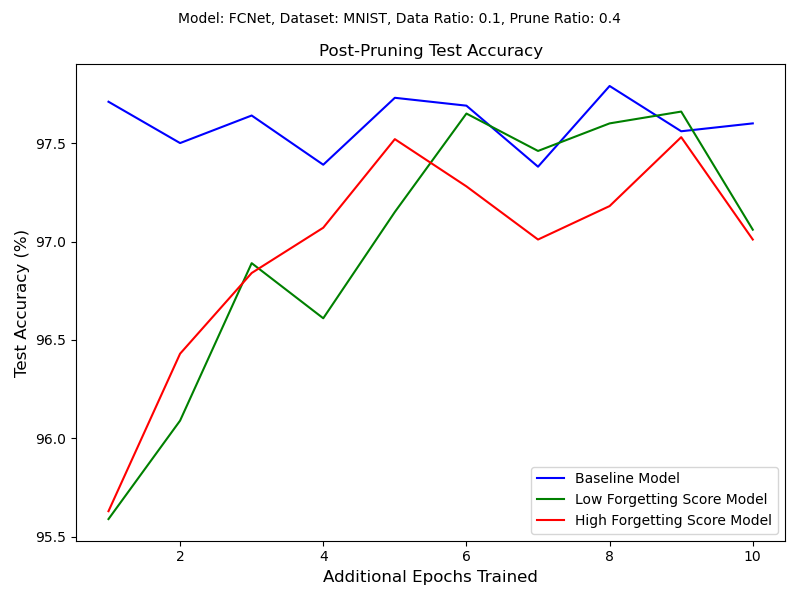 Model: FCNet, Dataset: MNIST, Data Ratio: 0.1, Prune Ratio: 0.4
Post-Pruning Test Accuracy
Test Accuracy (%)
97.5
97.0
96.5
96.0
95.5
Baseline Model
Low Forgetting Score Model
High Forgetting Score Model
2
4
6
8
10
Additional Epochs Trained